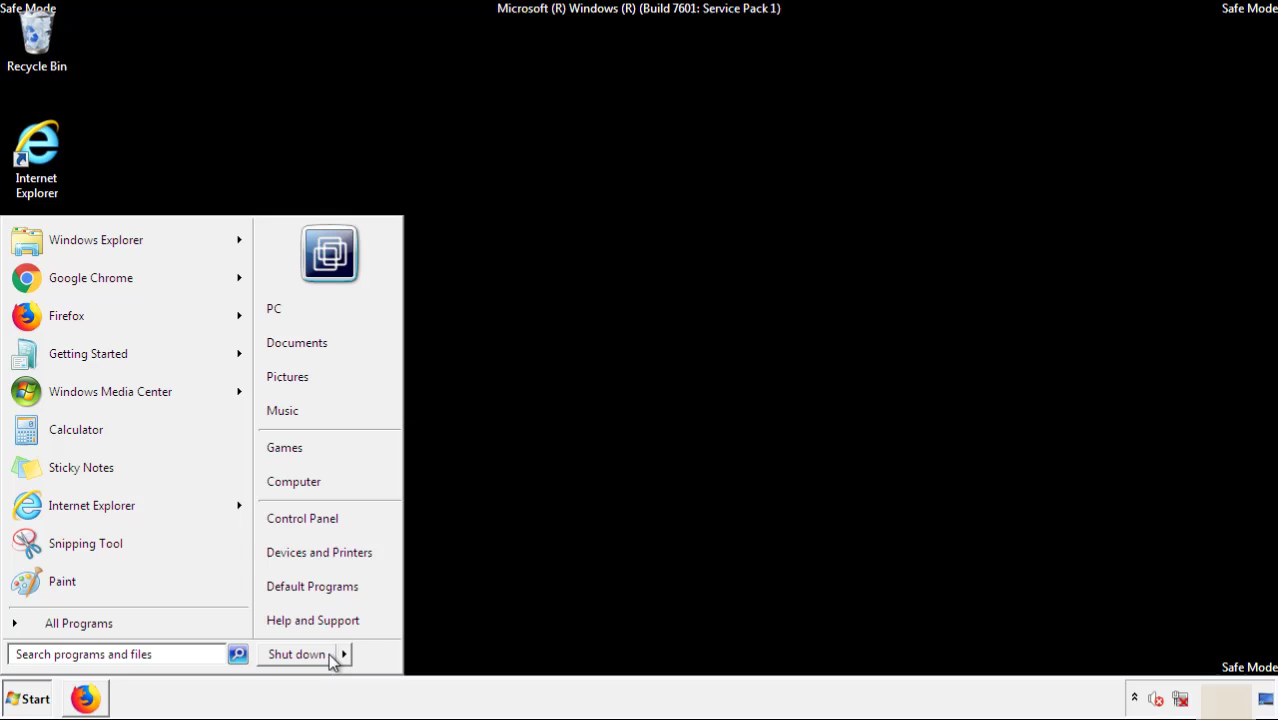 Safe Mode
Microsoft (R) Windows (R) (Build 7601: Service Pack 1)
Safe Mode
Recycle Bin
Internet
Explorer
Windows Explorer
Google Chrome
Firefox
Getting Started
Windows Media Center
Calculator
Sticky Notes
Internet Explorer
Snipping Tool
Paint
All Programs
Search programs and files
PC
Documents
Pictures
Music
Games
Computer
Control Panel
Devices and Printers
Default Programs
Help and Support
Shut down
Safe Mode
Start